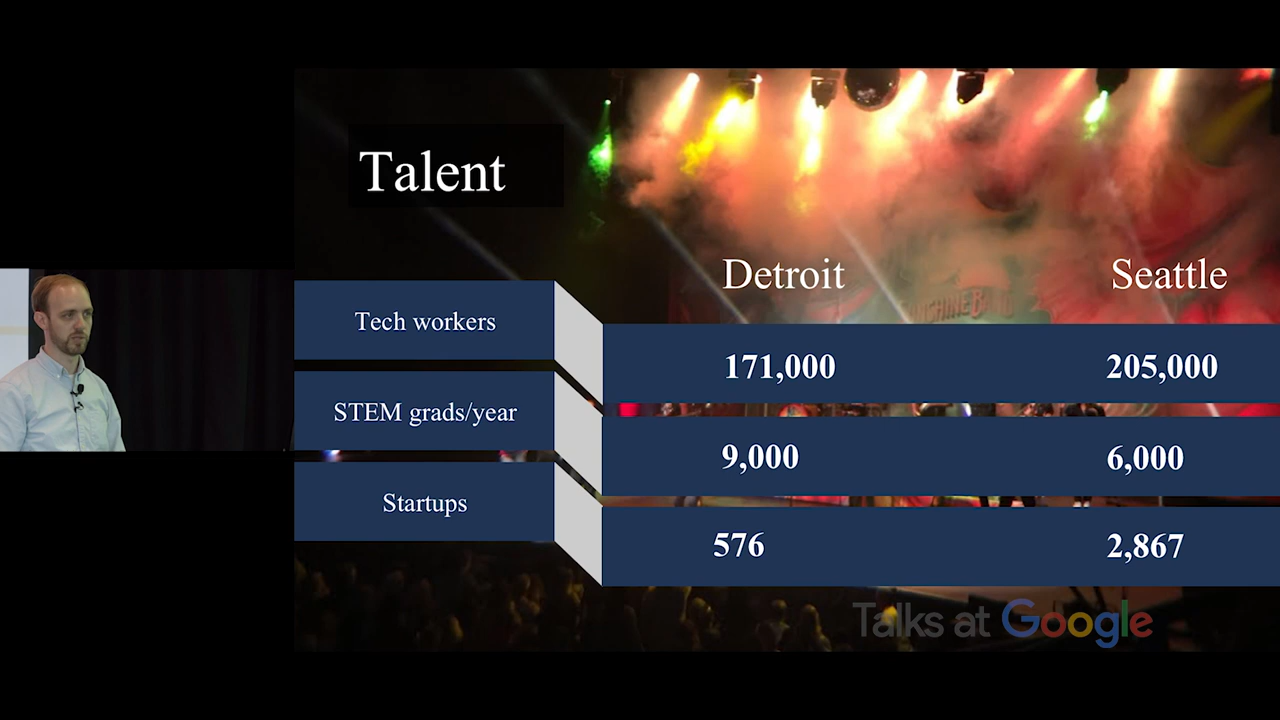 Talent
Detroit Seattle
Tech workers 171,000 205,000
STEM grads/year 9,000 6,000
Startups 576 2,867
Talks at Google